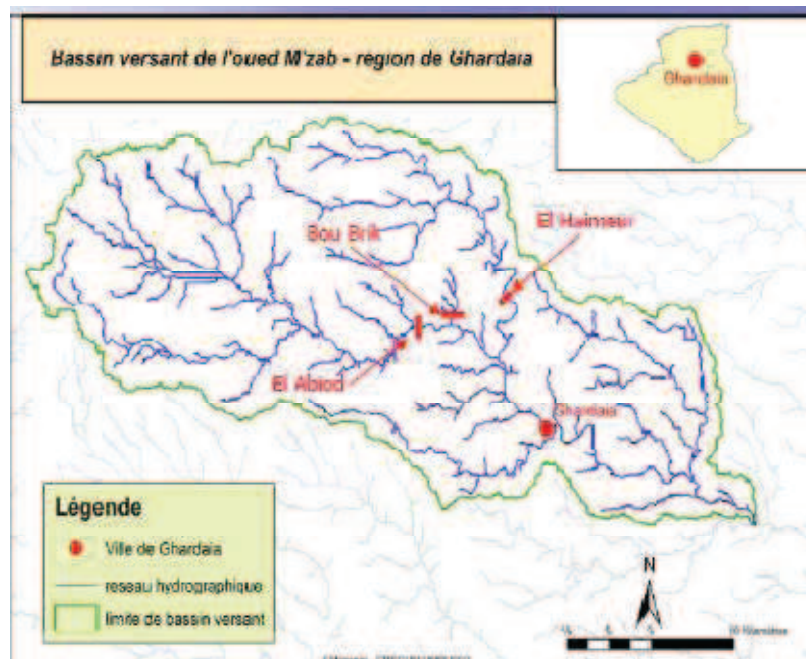 Bassin versant de l'oued M'zab - région de Ghardaia
Ghardaia
El Haimeur
Bou Brik
El Abiod
Ghardaia
Légende
Ville de Ghardaia
reseau hydrographique
limite de bassin versant
N